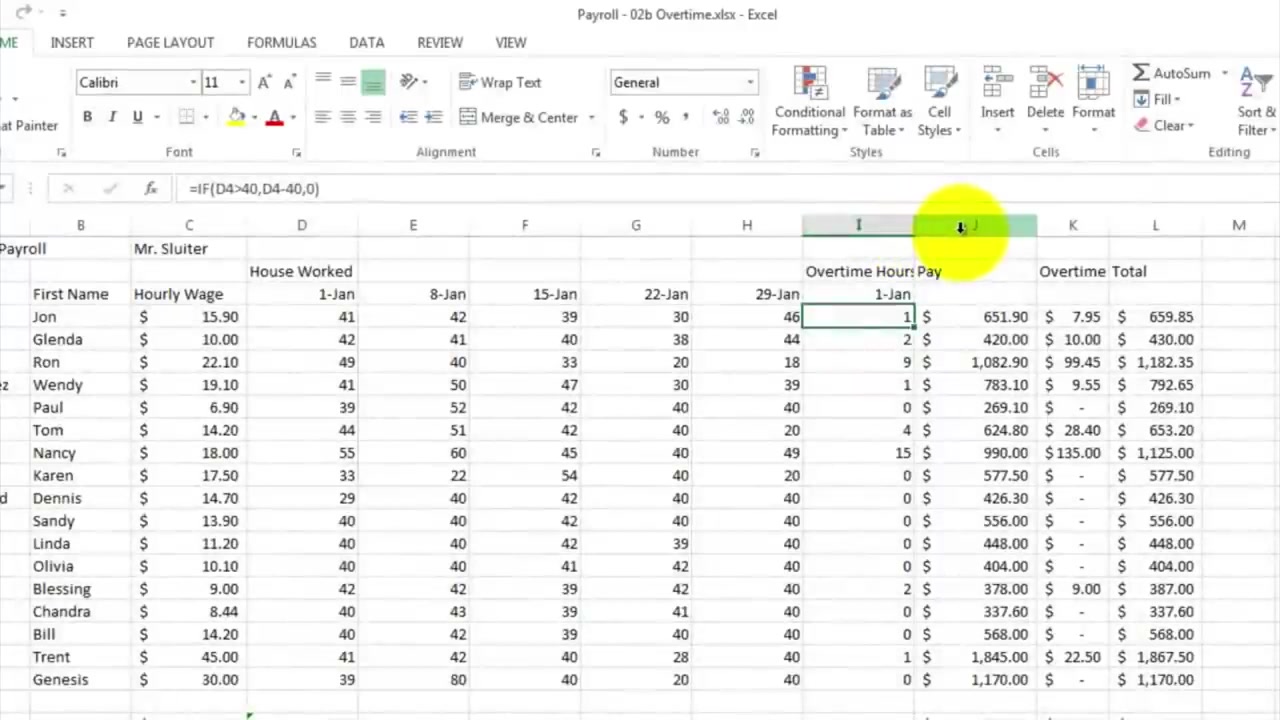 Payroll - 02b Overtime.xlsx - Excel
ME INSERT PAGE LAYOUT FORMULAS DATA REVIEW VIEW
Calibri 11 A A Wrap Text General Conditional Formatting Format as Table Cell Styles Insert Delete Format AutoSum Fill Clear Sort & Filter
at Painter B I U A Merge & Center $ % ,
Font Alignment Number Styles Cells Editing
fx =IF(D4>40,D4-40,0)
B C D E F G H I J K L M
Payroll Mr. Sluiter
House Worked Overtime Hours Pay Overtime Total
First Name Hourly Wage 1-Jan 8-Jan 15-Jan 22-Jan 29-Jan 1-Jan
Jon $ 15.90 41 42 39 30 46 1 $ 651.90 $ 7.95 $ 659.85
Glenda $ 10.00 42 41 40 38 44 2 $ 420.00 $ 10.00 $ 430.00
Ron $ 22.10 49 40 33 20 18 9 $ 1,082.90 $ 99.45 $ 1,182.35
ez Wendy $ 19.10 41 50 47 30 39 1 $ 783.10 $ 9.55 $ 792.65
Paul $ 6.90 39 52 42 40 40 0 $ 269.10 $ - $ 269.10
Tom $ 14.20 44 51 42 40 20 4 $ 624.80 $ 28.40 $ 653.20
Nancy $ 18.00 55 60 45 40 49 15 $ 990.00 $ 135.00 $ 1,125.00
Karen $ 17.50 33 22 54 40 20 0 $ 577.50 $ - $ 577.50
d Dennis $ 14.70 29 40 42 40 40 0 $ 426.30 $ - $ 426.30
Sandy $ 13.90 40 40 42 40 40 0 $ 556.00 $ - $ 556.00
Linda $ 11.20 40 40 42 39 40 0 $ 448.00 $ - $ 448.00
Olivia $ 10.10 40 40 41 42 40 0 $ 404.00 $ - $ 404.00
Blessing $ 9.00 42 42 39 42 40 2 $ 378.00 $ 9.00 $ 387.00
Chandra $ 8.44 40 43 39 41 40 0 $ 337.60 $ - $ 337.60
Bill $ 14.20 40 42 39 40 40 0 $ 568.00 $ - $ 568.00
Trent $ 45.00 41 42 40 28 40 1 $ 1,845.00 $ 22.50 $ 1,867.50
Genesis $ 30.00 39 80 40 20 40 0 $ 1,170.00 $ - $ 1,170.00